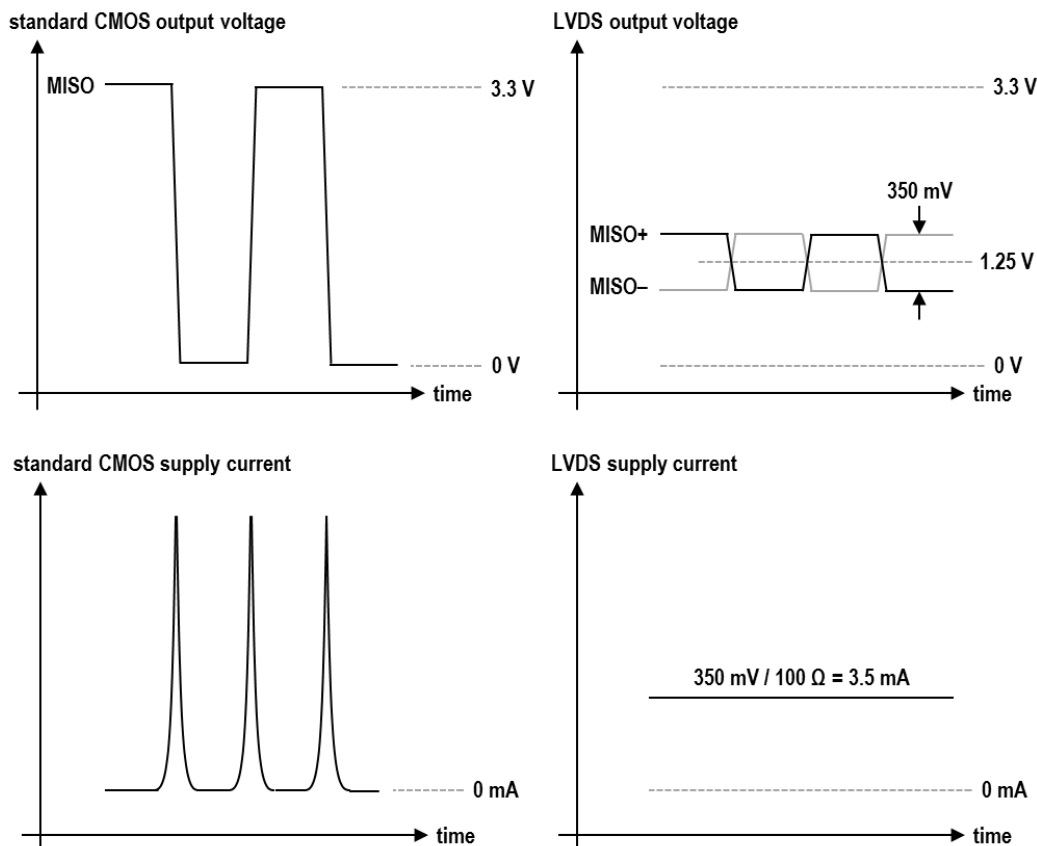 standard CMOS output voltage
MISO
3.3 V
0 V
time
LVDS output voltage
3.3 V
350 mV
MISO+
1.25 V
MISO–
0 V
time
standard CMOS supply current
0 mA
time
LVDS supply current
350 mV / 100 Ω = 3.5 mA
0 mA
time